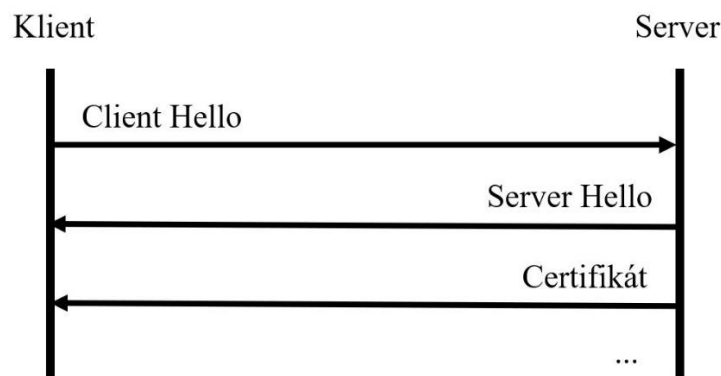 Klient
Server
Client Hello
Server Hello
Certifikát
...